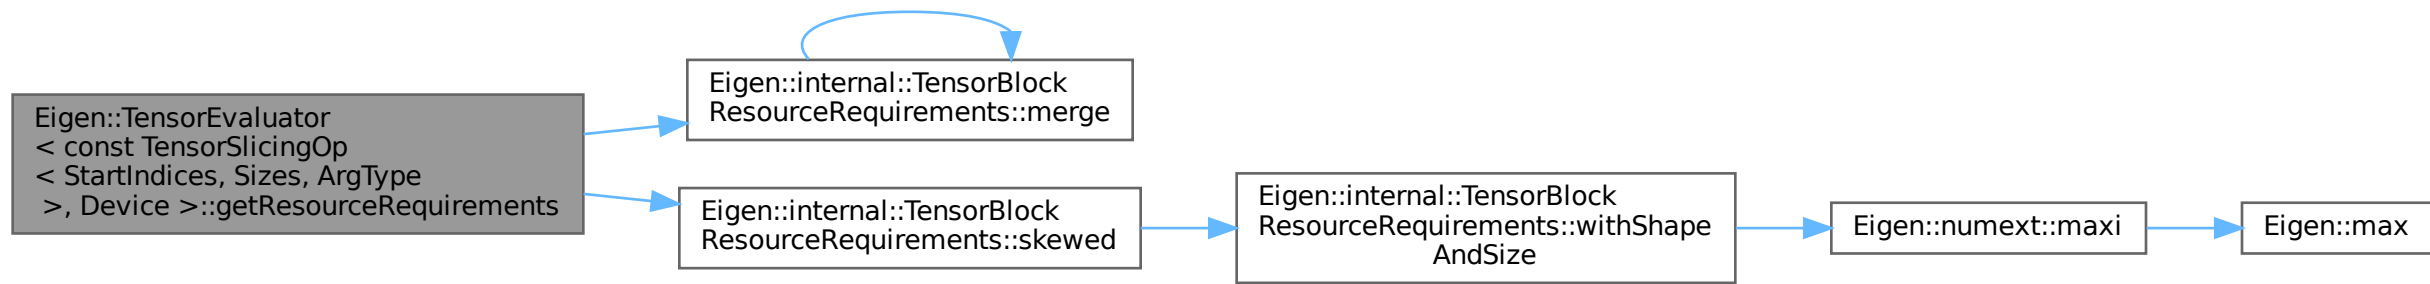 Eigen::TensorEvaluator
< const TensorSlicingOp
< StartIndices, Sizes, ArgType
>, Device >::getResourceRequirements
Eigen::internal::TensorBlock
ResourceRequirements::merge
Eigen::internal::TensorBlock
ResourceRequirements::skewed
Eigen::internal::TensorBlock
ResourceRequirements::withShape
AndSize
Eigen::numext::maxi
Eigen::max